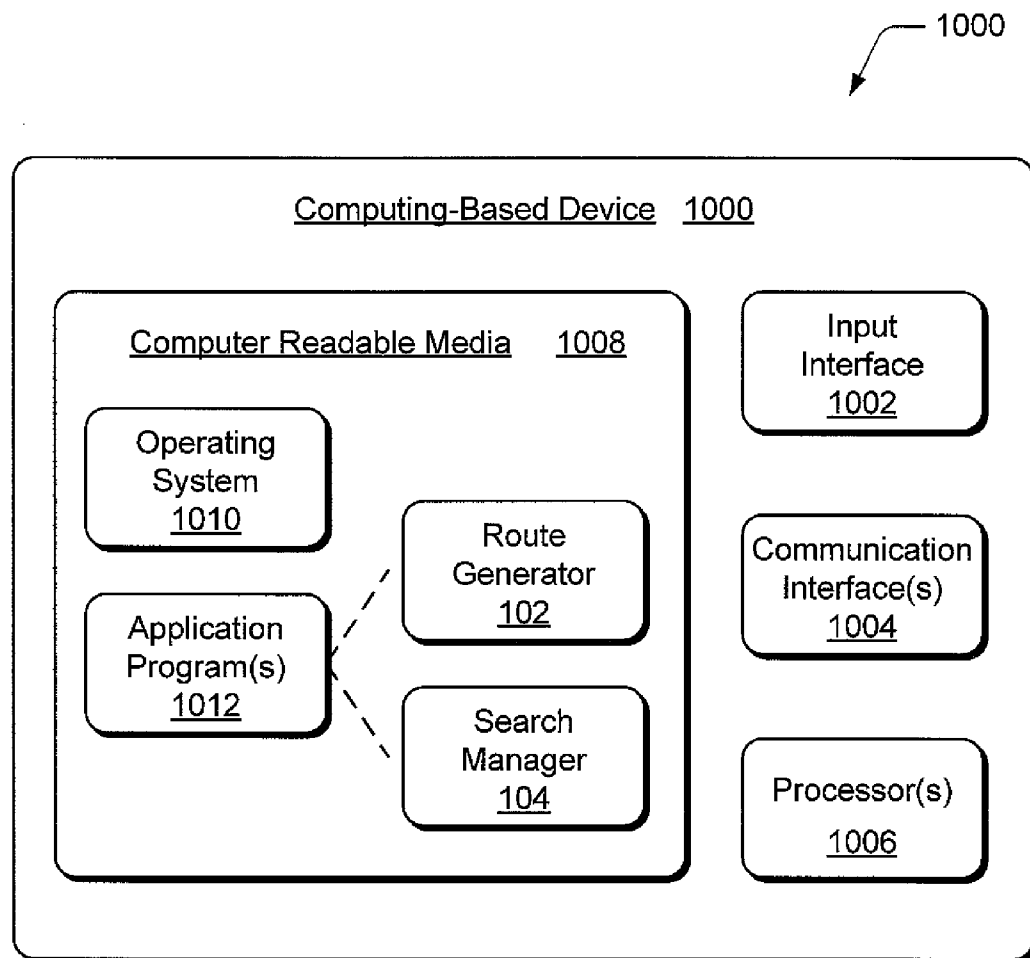 1000
Computing-Based Device 1000
Computer Readable Media 1008
Operating
System
1010
Application
Program(s)
1012
Route
Generator
102
Search
Manager
104
Input
Interface
1002
Communication
Interface(s)
1004
Processor(s)
1006